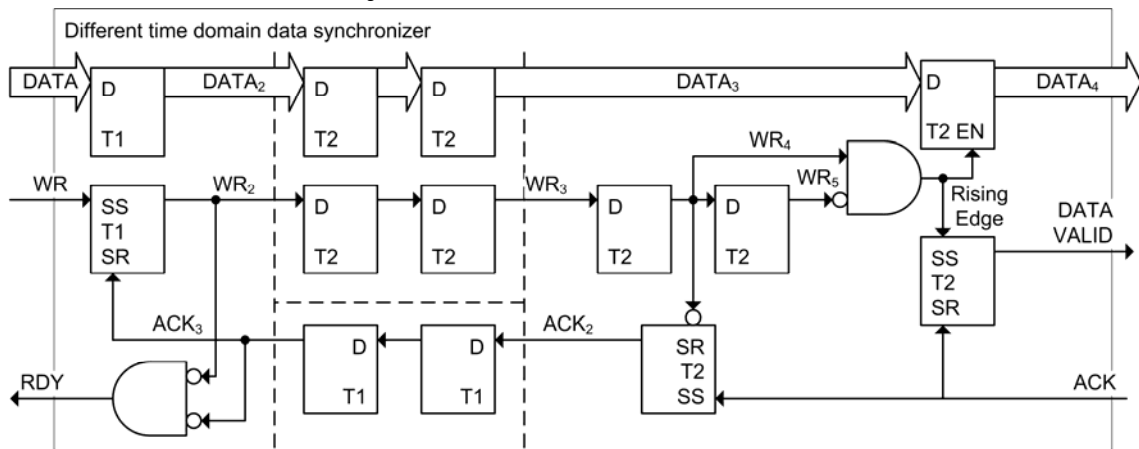 Different time domain data synchronizer
DATA
D
T1
DATA₂
D
T2
D
T2
DATA₃
D
T2 EN
DATA₄
WR
SS
T1
SR
WR₂
D
T2
D
T2
WR₃
D
T2
WR₄
D
T2
WR₅
Rising
Edge
SS
T2
SR
DATA
VALID
ACK₃
D
T1
D
T1
ACK₂
SR
T2
SS
ACK
RDY